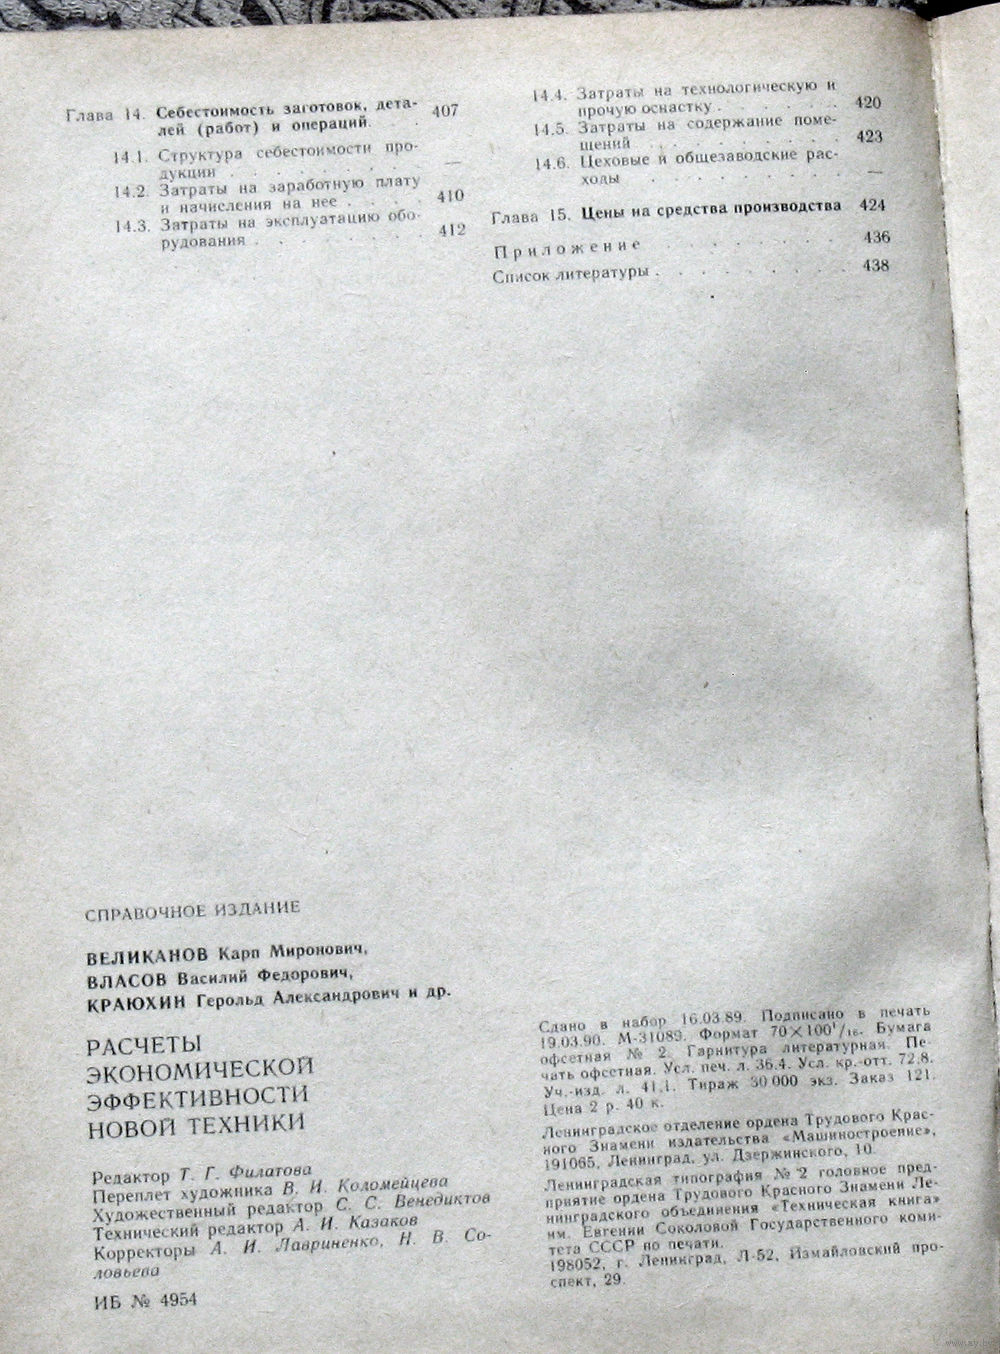 Глава 14. Себестоимость заготовок, дета-
лей (работ) и операций. . . 407
14.1. Структура себестоимости про-
дукции . . . . . . . . —
14.2. Затраты на заработную плату
и начисления на нее . . . . 410
14.3. Затраты на эксплуатацию обо-
рудования . . . . . . . 412
14.4. Затраты на технологическую и
прочую оснастку . . . . . . 420
14.5. Затраты на содержание поме-
щений . . . . . . . . 423
14.6. Цеховые и общезаводские рас-
ходы . . . . . . . . —
Глава 15. Цены на средства производства 424
Приложение . . . . . . . . 436
Список литературы . . . . . . . . 438
СПРАВОЧНОЕ ИЗДАНИЕ
ВЕЛИКАНОВ Карп Миронович,
ВЛАСОВ Василий Федорович,
КРАЮХИН Герольд Александрович и др.
РАСЧЕТЫ
ЭКОНОМИЧЕСКОЙ
ЭФФЕКТИВНОСТИ
НОВОЙ ТЕХНИКИ
Редактор Т. Г. Филатова
Переплет художника В. И. Коломейцева
Художественный редактор С. С. Венедиктов
Технический редактор А. И. Казаков
Корректоры А. И. Лавриненко, Н. В. Со-
ловьева
ИБ № 4954
Сдано в набор 16.03.89. Подписано в печать
19.03.90. М-31089. Формат 70×100¹/₁₆. Бумага
офсетная № 2. Гарнитура литературная. Пе-
чать офсетная. Усл. печ. л. 36,4. Усл. кр.-отт. 72,8.
Уч.-изд. л. 41,1. Тираж 30 000 экз. Заказ 121.
Цена 2 р. 40 к.
Ленинградское отделение ордена Трудового Крас-
ного Знамени издательства «Машиностроение»,
191065, Ленинград, ул. Дзержинского, 10.
Ленинградская типография № 2 головное пред-
приятие ордена Трудового Красного Знамени Ле-
нинградского объединения «Техническая книга»
им. Евгении Соколовой Государственного коми-
тета СССР по печати.
198052, г. Ленинград, Л-52, Измайловский про-
спект, 29.